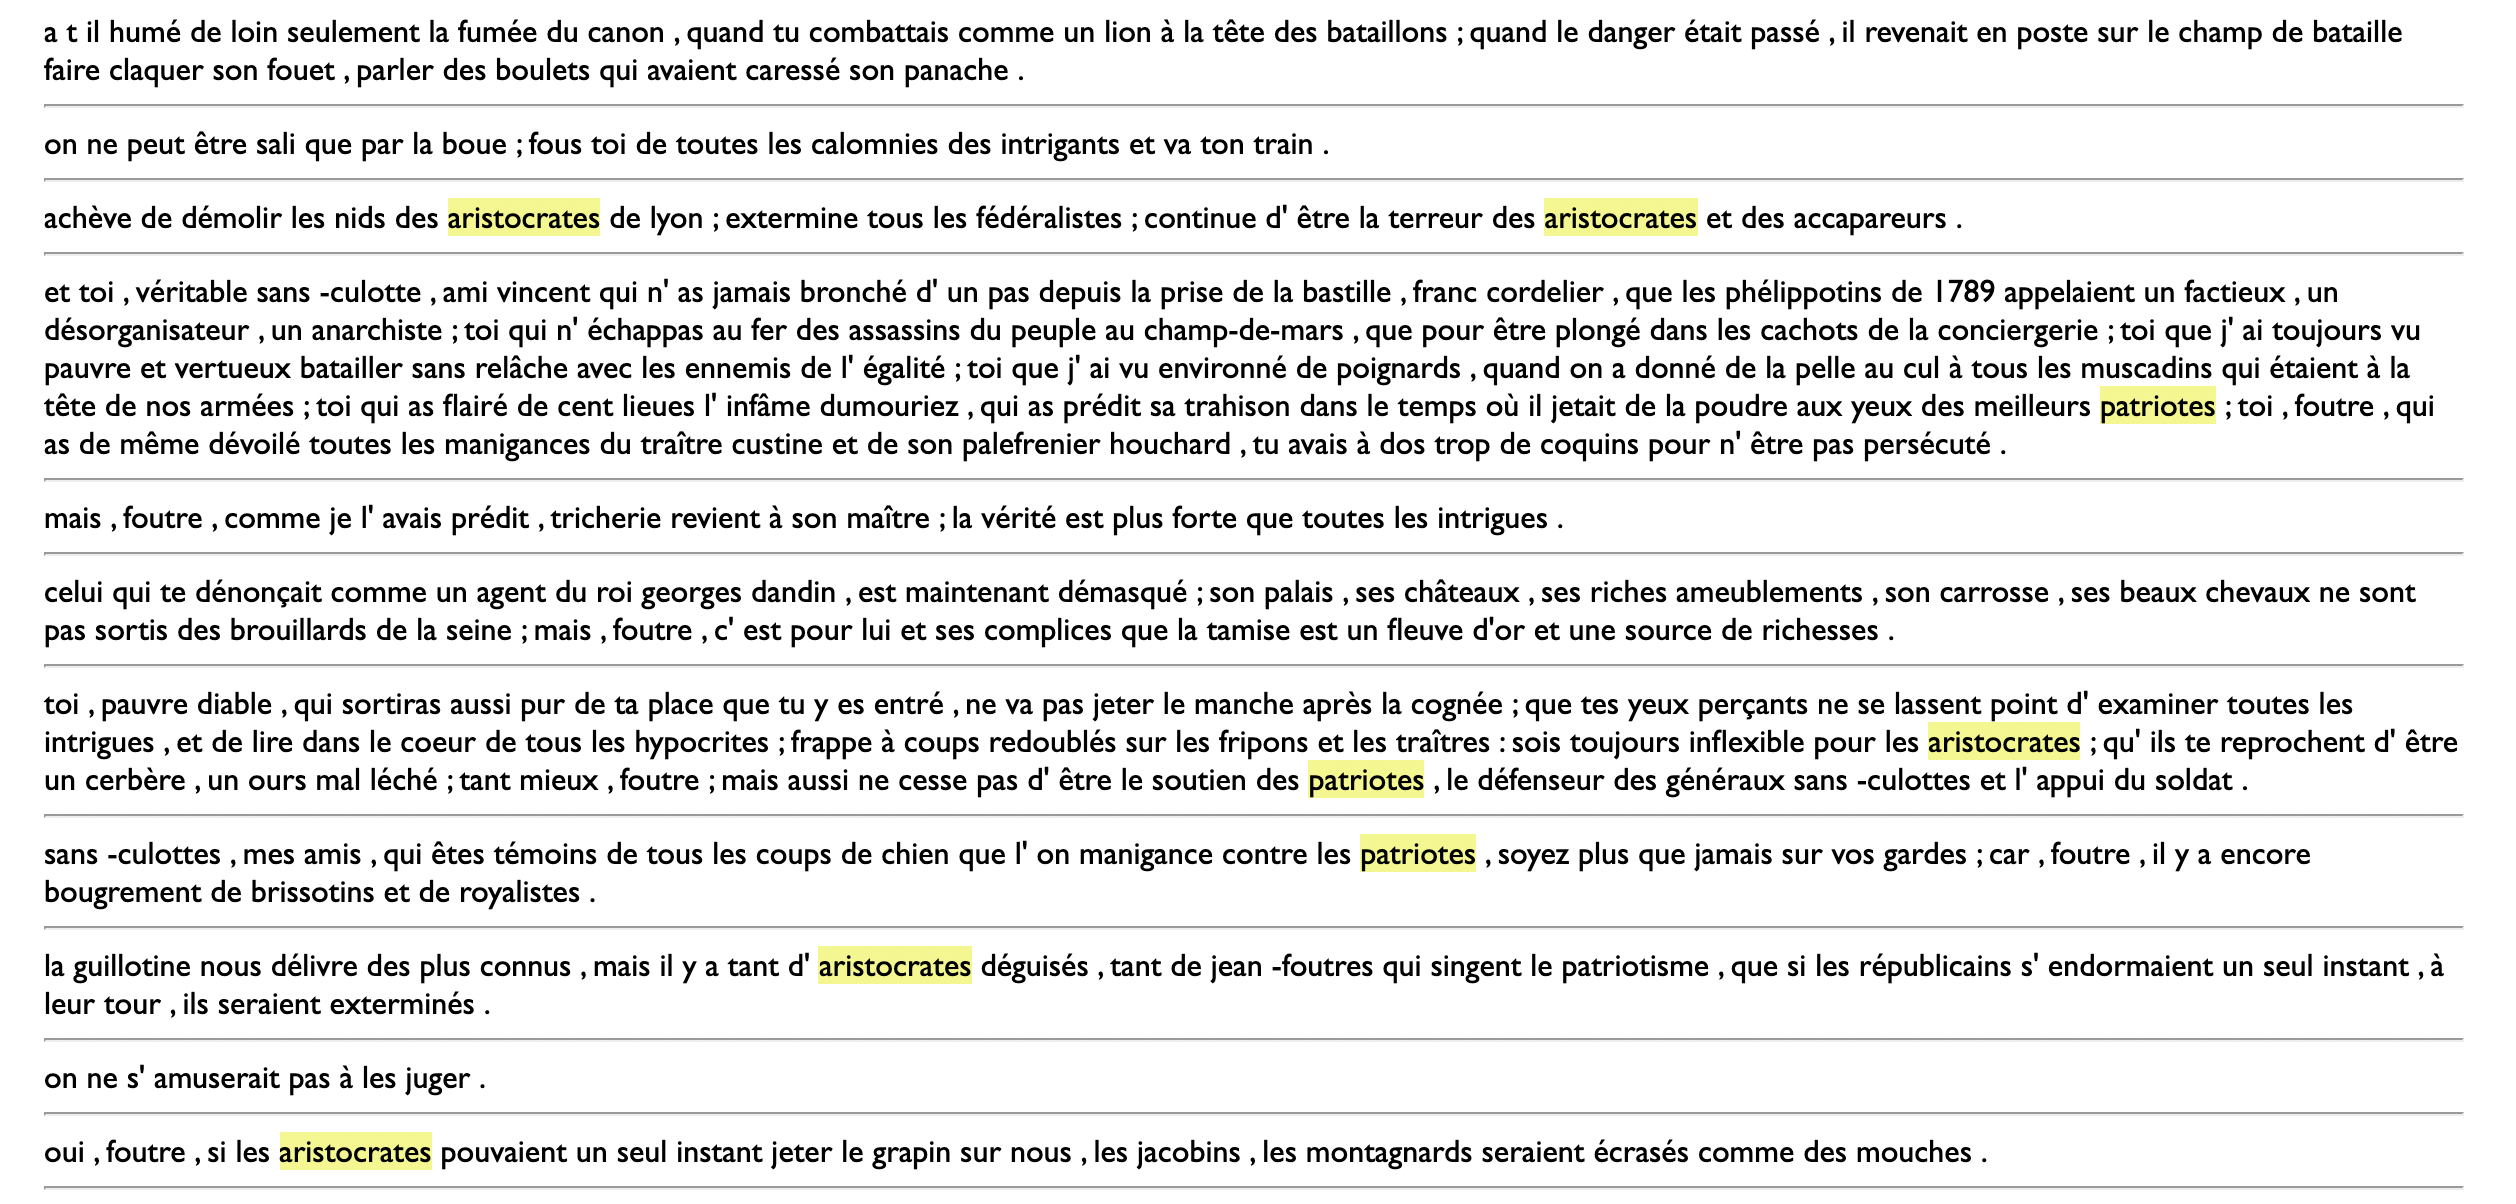 a t il humé de loin seulement la fumée du canon , quand tu combattais comme un lion à la tête des bataillons ; quand le danger était passé , il revenait en poste sur le champ de bataille
faire claquer son fouet , parler des boulets qui avaient caressé son panache .
on ne peut être sali que par la boue ; fous toi de toutes les calomnies des intrigants et va ton train .
achève de démolir les nids des aristocrates de lyon ; extermine tous les fédéralistes ; continue d' être la terreur des aristocrates et des accapareurs .
et toi , véritable sans -culotte , ami vincent qui n' as jamais bronché d' un pas depuis la prise de la bastille , franc cordelier , que les phélippotins de 1789 appelaient un factieux , un
désorganisateur , un anarchiste ; toi qui n' échappas au fer des assassins du peuple au champ-de-mars , que pour être plongé dans les cachots de la conciergerie ; toi que j' ai toujours vu
pauvre et vertueux batailler sans relâche avec les ennemis de l' égalité ; toi que j' ai vu environné de poignards , quand on a donné de la pelle au cul à tous les muscadins qui étaient à la
tête de nos armées ; toi qui as flairé de cent lieues l' infâme dumouriez , qui as prédit sa trahison dans le temps où il jetait de la poudre aux yeux des meilleurs patriotes ; toi , foutre , qui
as de même dévoilé toutes les manigances du traître custine et de son palefrenier houchard , tu avais à dos trop de coquins pour n' être pas persécuté .
mais , foutre , comme je l' avais prédit , tricherie revient à son maître ; la vérité est plus forte que toutes les intrigues .
celui qui te dénonçait comme un agent du roi georges dandin , est maintenant démasqué ; son palais , ses châteaux , ses riches ameublements , son carrosse , ses beaux chevaux ne sont
pas sortis des brouillards de la seine ; mais , foutre , c' est pour lui et ses complices que la tamise est un fleuve d'or et une source de richesses .
toi , pauvre diable , qui sortiras aussi pur de ta place que tu y es entré , ne va pas jeter le manche après la cognée ; que tes yeux perçants ne se lassent point d' examiner toutes les
intrigues , et de lire dans le coeur de tous les hypocrites ; frappe à coups redoublés sur les fripons et les traîtres : sois toujours inflexible pour les aristocrates ; qu' ils te reprochent d' être
un cerbère , un ours mal léché ; tant mieux , foutre ; mais aussi ne cesse pas d' être le soutien des patriotes , le défenseur des généraux sans -culottes et l' appui du soldat .
sans -culottes , mes amis , qui êtes témoins de tous les coups de chien que l' on manigance contre les patriotes , soyez plus que jamais sur vos gardes ; car , foutre , il y a encore
bougrement de brissotins et de royalistes .
la guillotine nous délivre des plus connus , mais il y a tant d' aristocrates déguisés , tant de jean -foutres qui singent le patriotisme , que si les républicains s' endormaient un seul instant , à
leur tour , ils seraient exterminés .
on ne s' amuserait pas à les juger .
oui , foutre , si les aristocrates pouvaient un seul instant jeter le grapin sur nous , les jacobins , les montagnards seraient écrasés comme des mouches .